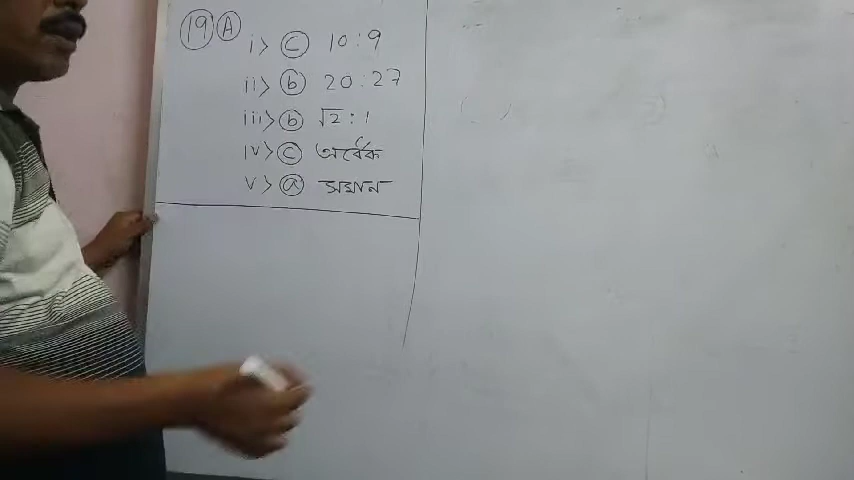 19 A
i> c 10 : 9
ii> b 20 : 27
iii> b √2 : 1
iv> c অর্ধেক
v> a সমান